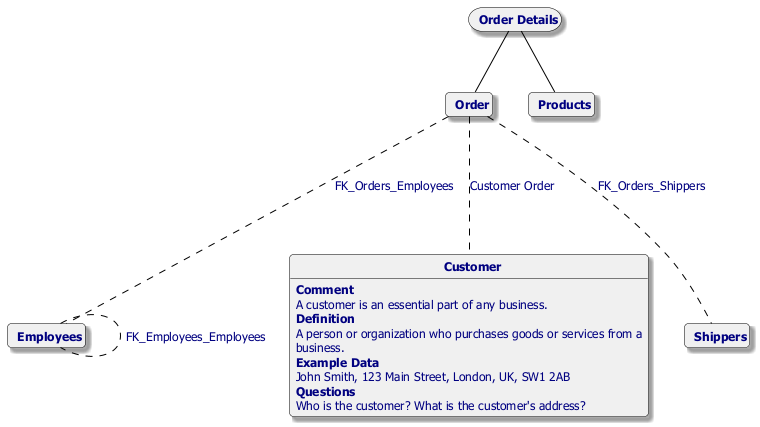 Order Details
Order
Products
FK_Orders_Employees
Customer Order
FK_Orders_Shippers
Customer
Comment
A customer is an essential part of any business.
Definition
A person or organization who purchases goods or services from a
business.
Example Data
John Smith, 123 Main Street, London, UK, SW1 2AB
Questions
Who is the customer? What is the customer's address?
Employees
FK_Employees_Employees
Shippers